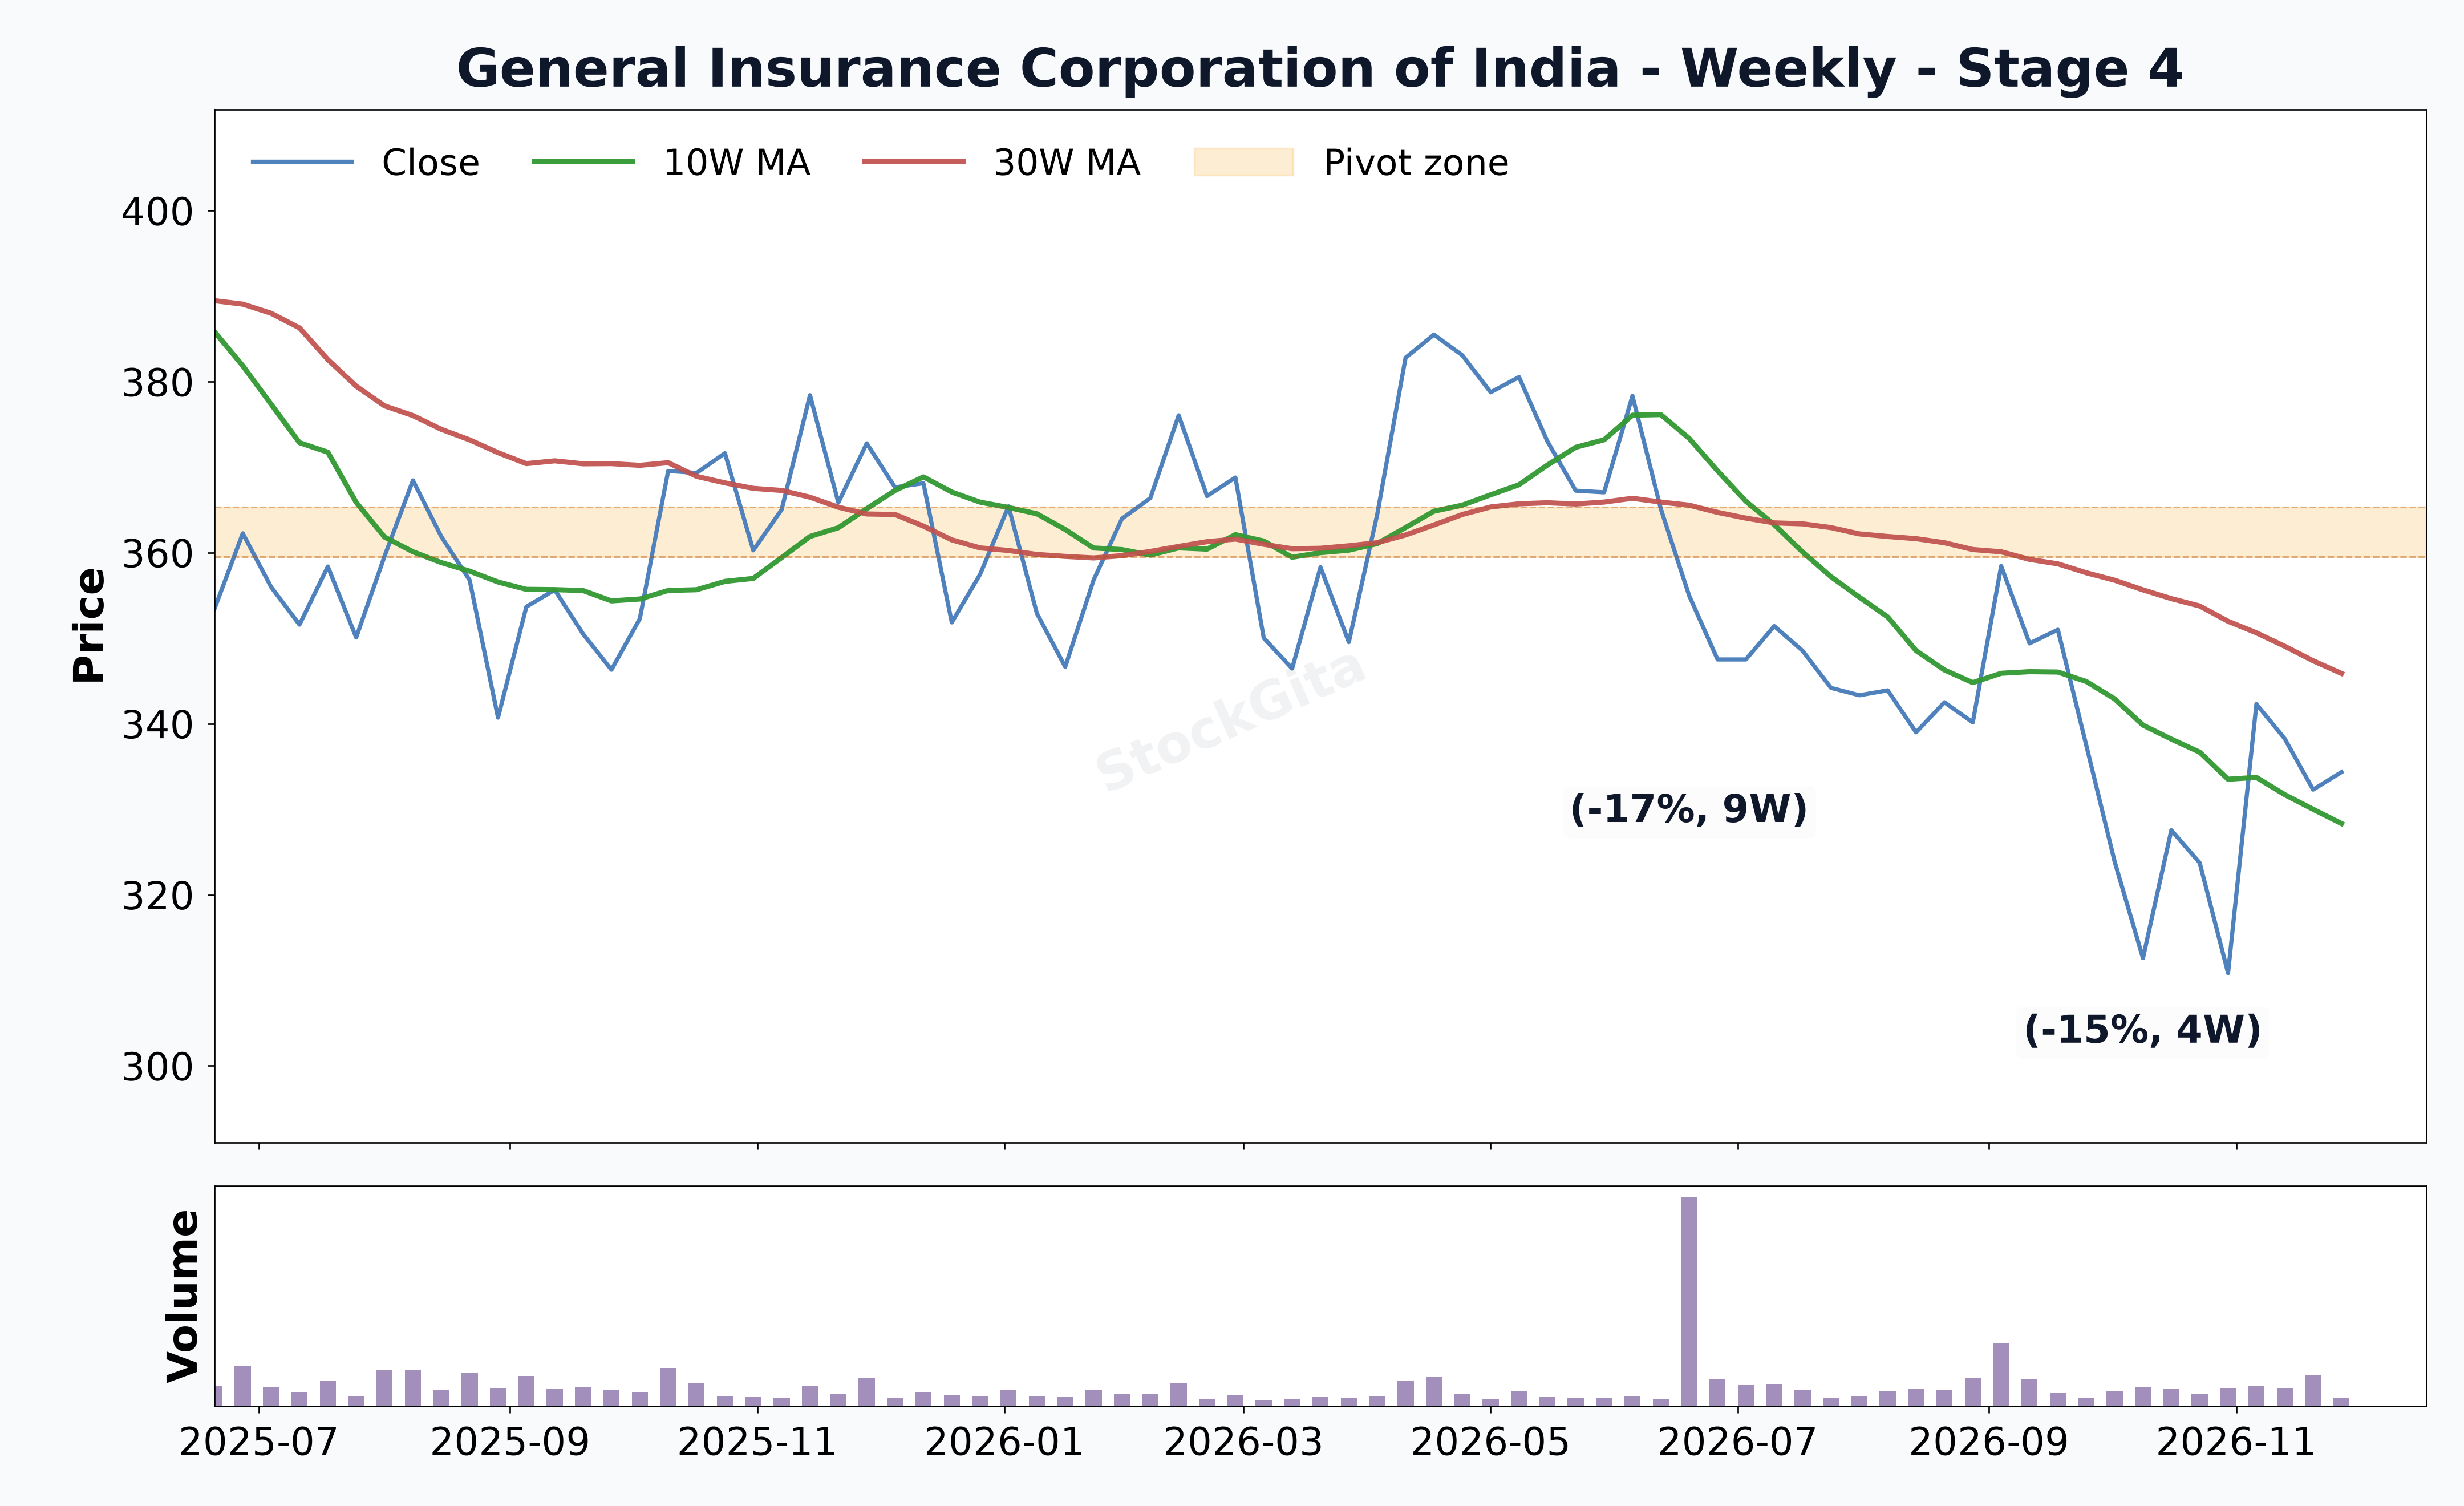 General Insurance Corporation of India - Weekly - Stage 4
Close 10W MA 30W MA Pivot zone
400
380
360
340
320
300
Price
StockGita
(-17%, 9W)
(-15%, 4W)
Volume
2025-07 2025-09 2025-11 2026-01 2026-03 2026-05 2026-07 2026-09 2026-11